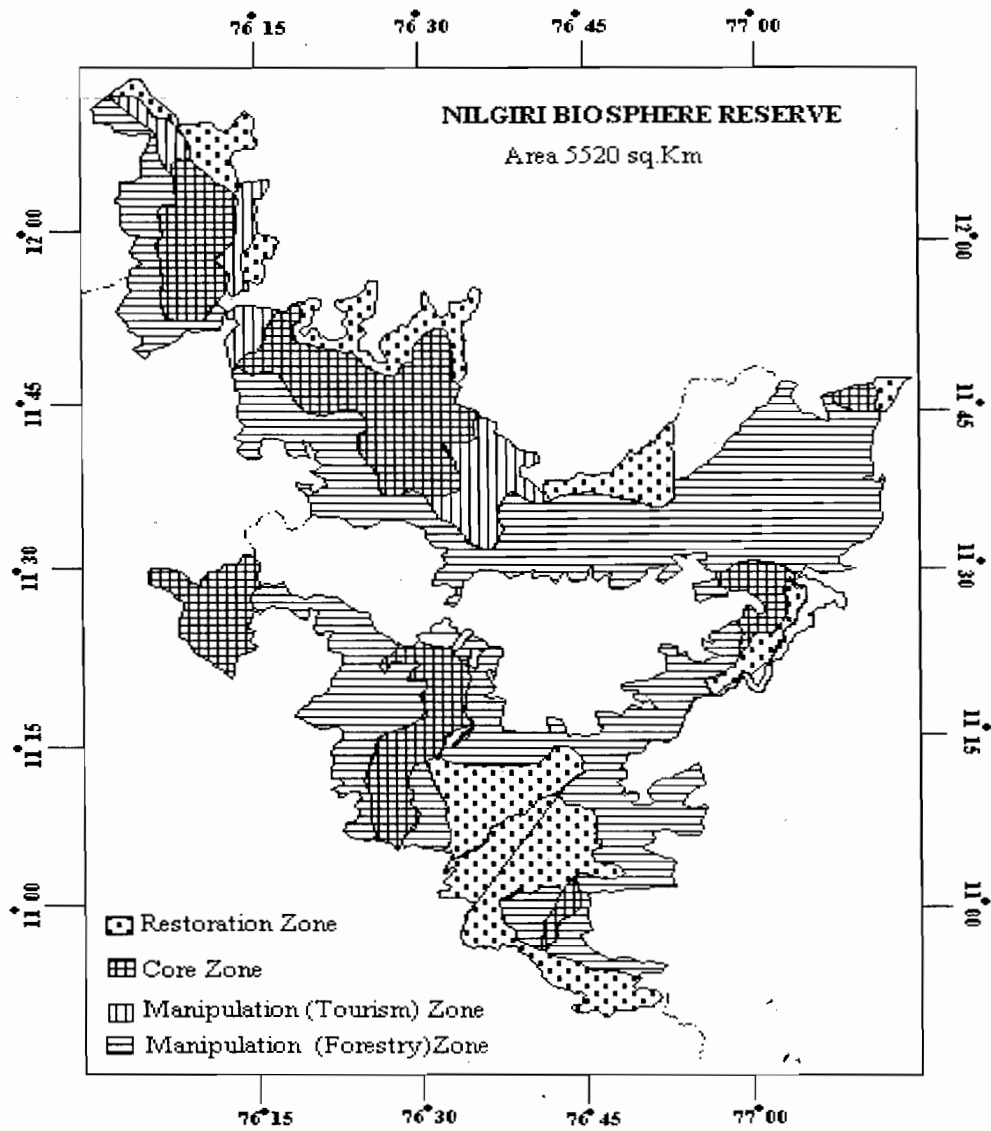 76°15 76°30 76°45 77°00
NILGIRI BIOSPHERE RESERVE
Area 5520 sq.Km
12°00 12°00
11°45 11°45
11°30 11°30
11°15 11°15
11°00 11°00
Restoration Zone
Core Zone
Manipulation (Tourism) Zone
Manipulation (Forestry)Zone
76°15 76°30 76°45 77°00